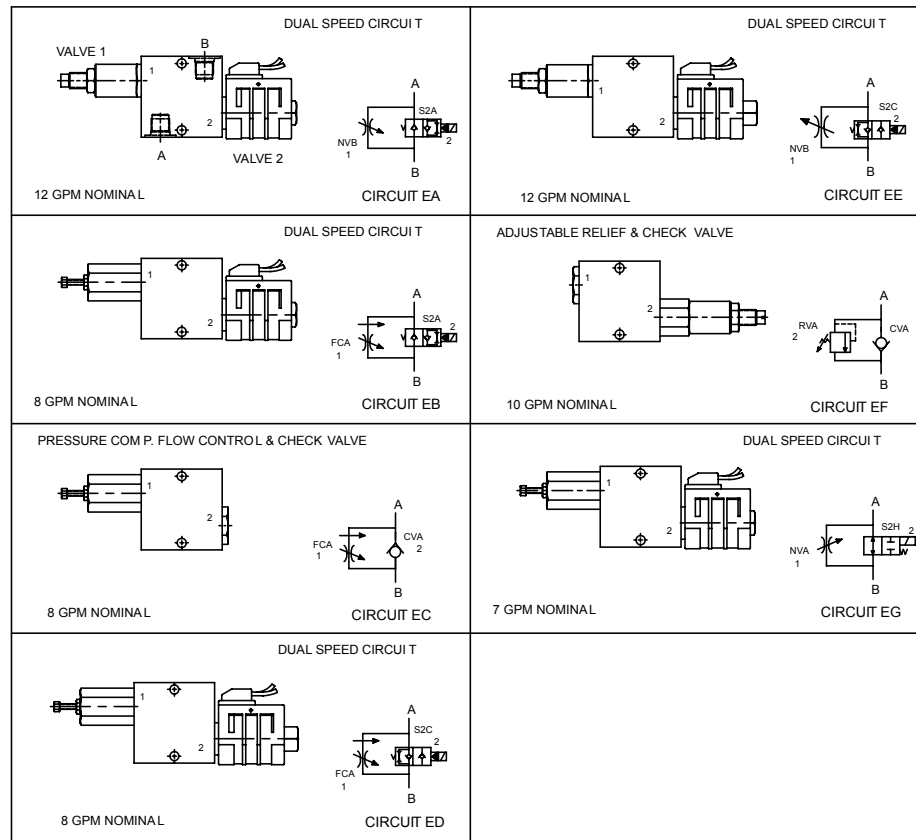 DUAL SPEED CIRCUIT
VALVE 1
B
1
2
A
VALVE 2
A
S2A
2
NVB
1
B
12 GPM NOMINAL
CIRCUIT EA
DUAL SPEED CIRCUIT
1
2
A
S2C
2
NVB
1
B
12 GPM NOMINAL
CIRCUIT EE
DUAL SPEED CIRCUIT
1
2
A
S2A
2
FCA
1
B
8 GPM NOMINAL
CIRCUIT EB
ADJUSTABLE RELIEF & CHECK VALVE
1
2
A
RVA
2
CVA
B
10 GPM NOMINAL
CIRCUIT EF
PRESSURE COMP. FLOW CONTROL & CHECK VALVE
1
2
A
FCA
1
CVA
2
B
8 GPM NOMINAL
CIRCUIT EC
DUAL SPEED CIRCUIT
1
2
A
S2H
2
NVA
1
B
7 GPM NOMINAL
CIRCUIT EG
DUAL SPEED CIRCUIT
1
2
A
S2C
2
FCA
1
B
8 GPM NOMINAL
CIRCUIT ED